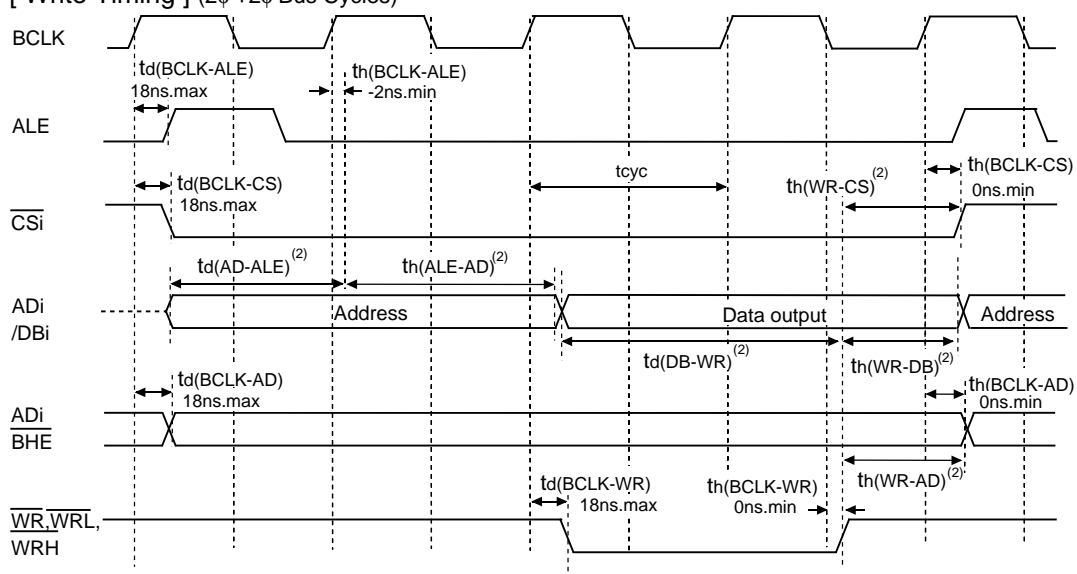 [ Write Timing ] (2φ +2φ Bus Cycles)
BCLK
td(BCLK-ALE)
18ns.max
th(BCLK-ALE)
-2ns.min
ALE
td(BCLK-CS)
18ns.max
tcyc
th(WR-CS)(2)
th(BCLK-CS)
0ns.min
CSi
td(AD-ALE)(2)
th(ALE-AD)(2)
ADi
/DBi
Address
Data output
Address
td(DB-WR)(2)
th(WR-DB)(2)
td(BCLK-AD)
18ns.max
th(BCLK-AD)
0ns.min
ADi
BHE
th(WR-AD)(2)
td(BCLK-WR)
18ns.max
th(BCLK-WR)
0ns.min
WR,WRL,
WRH